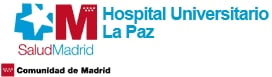 Hospital Universitario
La Paz
SaludMadrid
Comunidad de Madrid